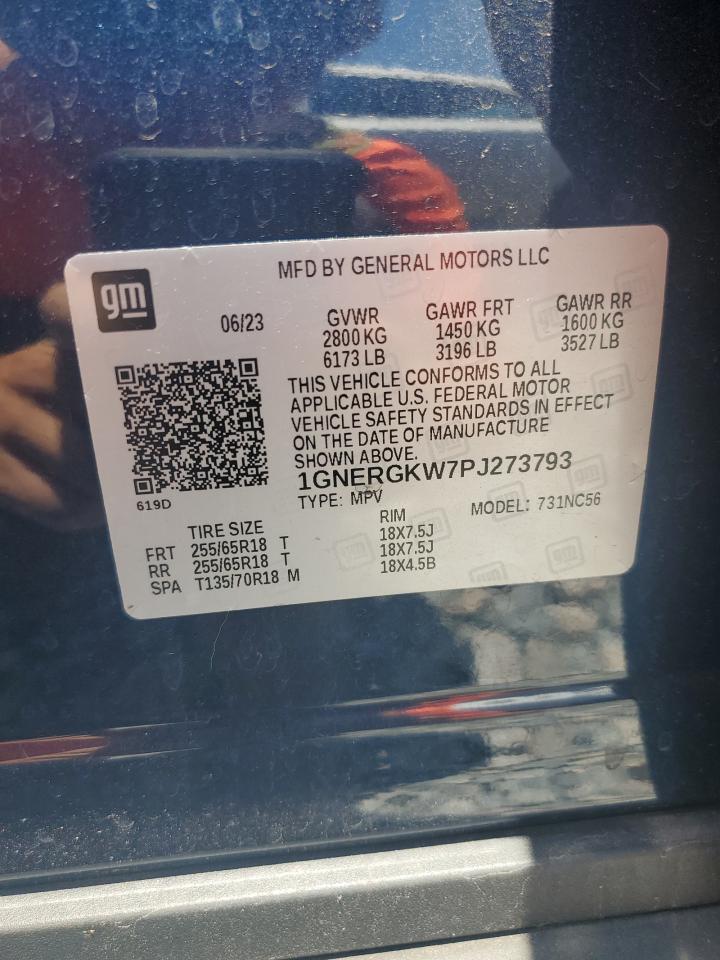 MFD BY GENERAL MOTORS LLC
gm
06/23
GVWR GAWR FRT GAWR RR
2800 KG 1450 KG 1600 KG
6173 LB 3196 LB 3527 LB
THIS VEHICLE CONFORMS TO ALL
APPLICABLE U.S. FEDERAL MOTOR
VEHICLE SAFETY STANDARDS IN EFFECT
ON THE DATE OF MANUFACTURE
SHOWN ABOVE.
1GNERGKW7PJ273793
619D
TYPE: MPV MODEL: 731NC56
TIRE SIZE RIM
FRT 255/65R18 T 18X7.5J
RR 255/65R18 T 18X7.5J
SPA T135/70R18 M 18X4.5B